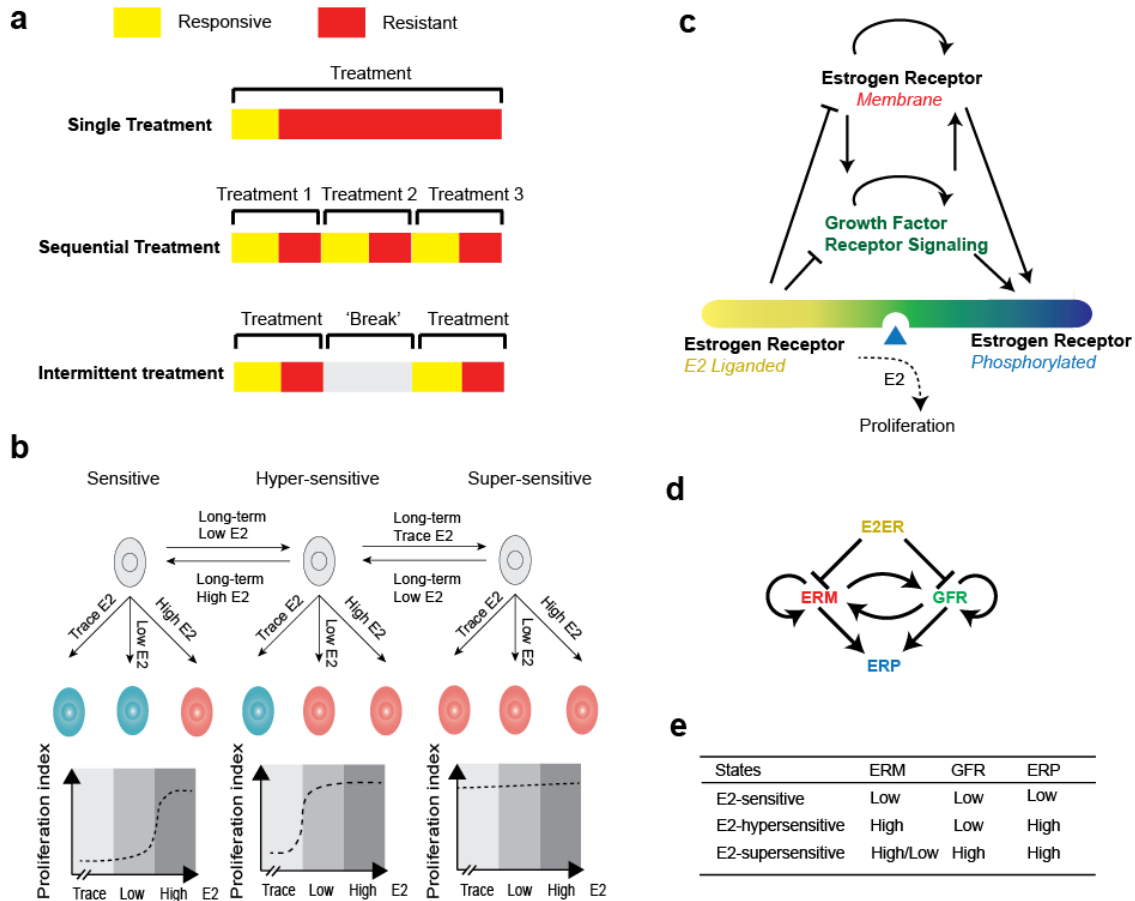 a
Responsive
Resistant
Treatment
Single Treatment
Treatment 1
Treatment 2
Treatment 3
Sequential Treatment
Treatment
'Break'
Treatment
Intermittent treatment
b
Sensitive
Hyper-sensitive
Super-sensitive
Long-term
Low E2
Long-term
High E2
Long-term
Trace E2
Long-term
Low E2
Trace E2
Low E2
High E2
Trace E2
Low E2
High E2
Trace E2
Low E2
High E2
Proliferation index
Trace Low High E2
Proliferation index
Trace Low High E2
Proliferation index
Trace Low High E2
c
Estrogen Receptor
Membrane
Growth Factor
Receptor Signaling
Estrogen Receptor
E2 Liganded
Estrogen Receptor
Phosphorylated
E2
Proliferation
d
E2ER
ERM
GFR
ERP
e
States ERM GFR ERP
E2-sensitive Low Low Low
E2-hypersensitive High Low High
E2-supersensitive High/Low High High